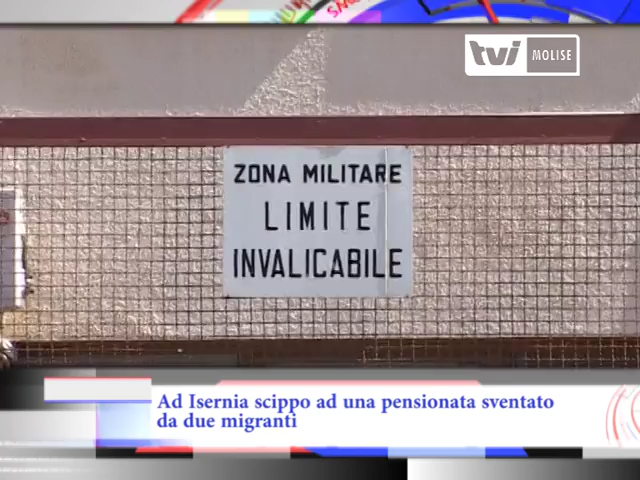 tvi MOLISE
ZONA MILITARE
LIMITE
INVALICABILE
Ad Isernia scippo ad una pensionata sventato
da due migranti